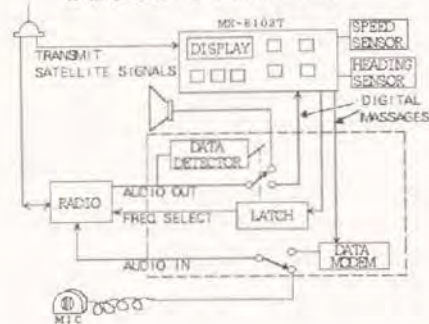 MX-6102T
TRANSMIT
SATELLITE SIGNALS
DISPLAY
SPEED
SENSOR
HEADING
SENSOR
DIGITAL
MASSAGES
DATA
DETECTOR
AUDIO OUT
RADIO
FREQ SELECT
LATCH
AUDIO IN
DATA
MODEM
MIC